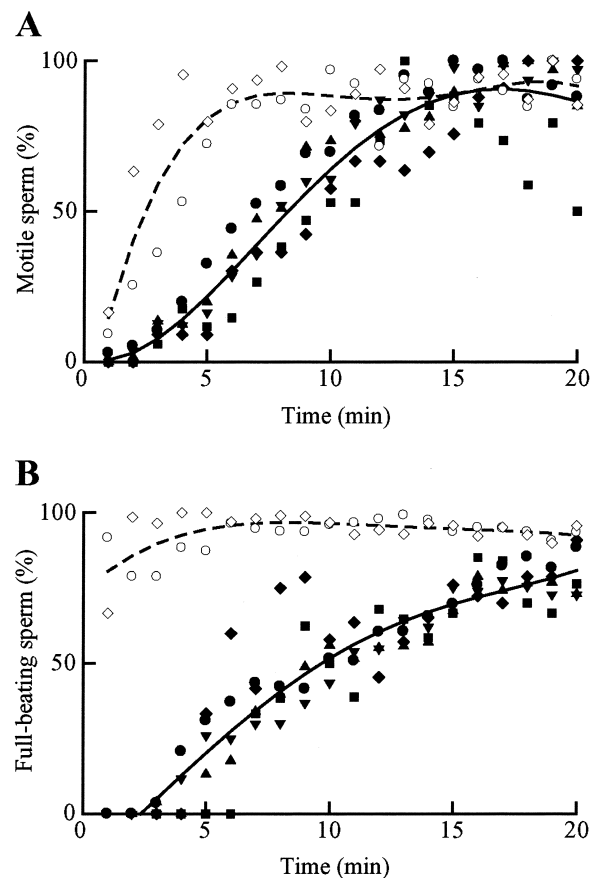 A
100
50
0
Motile sperm (%)
0 5 10 15 20
Time (min)
B
100
50
0
Full-beating sperm (%)
0 5 10 15 20
Time (min)